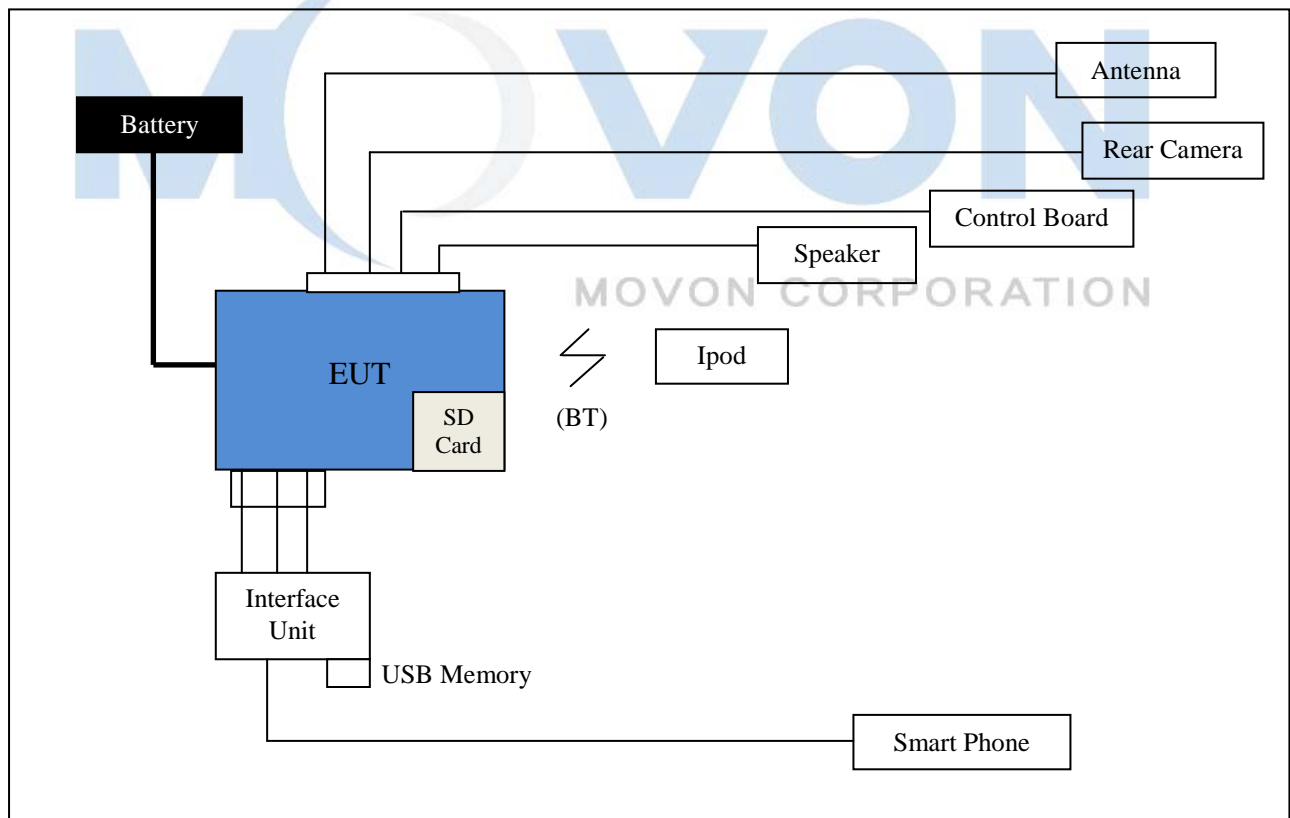 MOVON
Antenna
Battery
Rear Camera
Control Board
Speaker
MOVON CORPORATION
EUT
Ipod
SD
Card
(BT)
Interface
Unit
USB Memory
Smart Phone